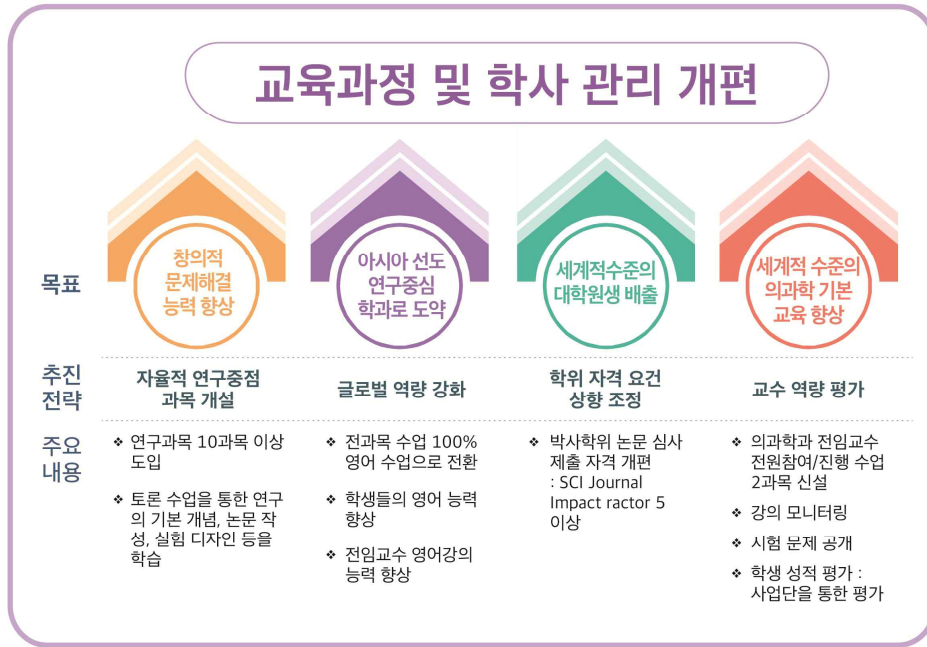 교육과정 및 학사 관리 개편
목표
창의적
문제해결
능력 향상
아시아 선도
연구중심
학과로 도약
세계적수준의
대학원생 배출
세계적 수준의
의과학 기본
교육 향상
추진
전략
자율적 연구중점
과목 개설
글로벌 역량 강화
학위 자격 요건
상향 조정
교수 역량 평가
주요
내용
❖ 연구과목 10과목 이상
도입
❖ 토론 수업을 통한 연구
의 기본 개념, 논문 작
성, 실험 디자인 등을
학습
❖ 전과목 수업 100%
영어 수업으로 전환
❖ 학생들의 영어 능력
향상
❖ 전임교수 영어강의
능력 향상
❖ 박사학위 논문 심사
제출 자격 개편
: SCI Journal
Impact ractor 5
이상
❖ 의과학과 전임교수
전원참여/진행 수업
2과목 신설
❖ 강의 모니터링
❖ 시험 문제 공개
❖ 학생 성적 평가 :
사업단을 통한 평가